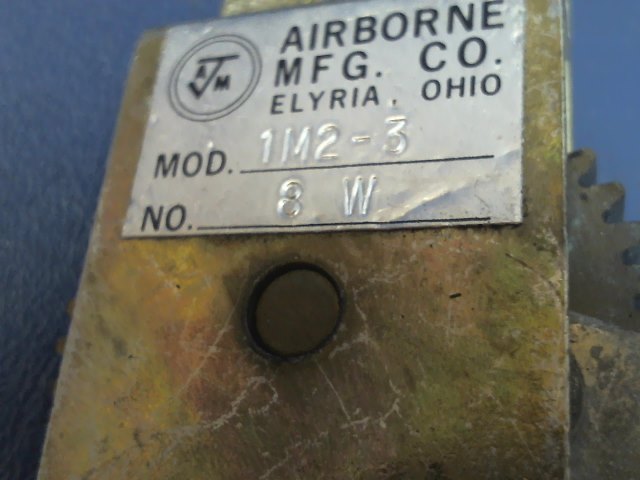 AIRBORNE
MFG. CO.
ELYRIA, OHIO
MOD. 1M2-3
NO. 8 W